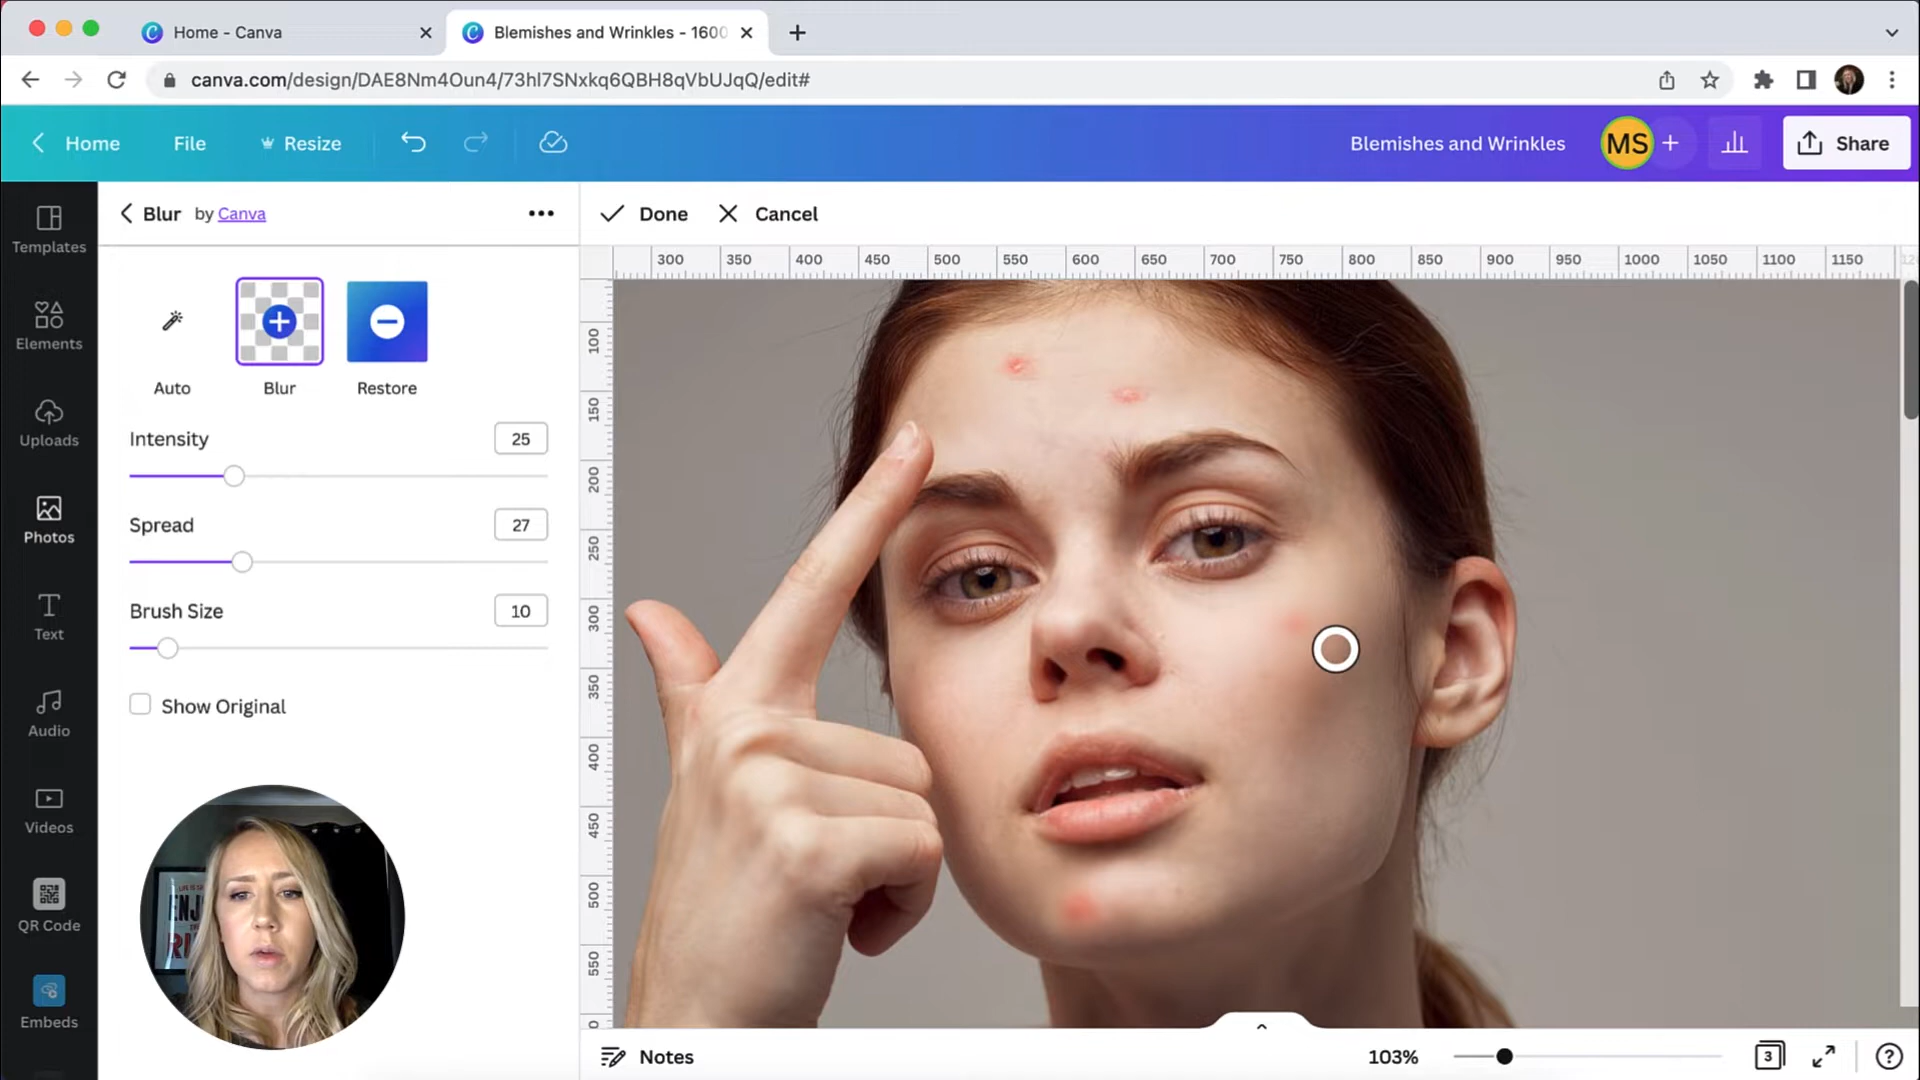 Home - Canva
Blemishes and Wrinkles - 1600
canva.com/design/DAE8Nm4Oun4/73hl7SNxkq6QBH8qVbUJqQ/edit#
Home
File
Resize
Blemishes and Wrinkles
MS
Share
Templates
Elements
Uploads
Photos
Text
Audio
Videos
QR Code
Embeds
Blur by Canva
Auto
Blur
Restore
Intensity
25
Spread
27
Brush Size
10
Show Original
Done
Cancel
300 350 400 450 500 550 600 650 700 750 800 850 900 950 1000 1050 1100 1150
100
150
200
250
300
350
400
450
500
550
Notes
103%
3